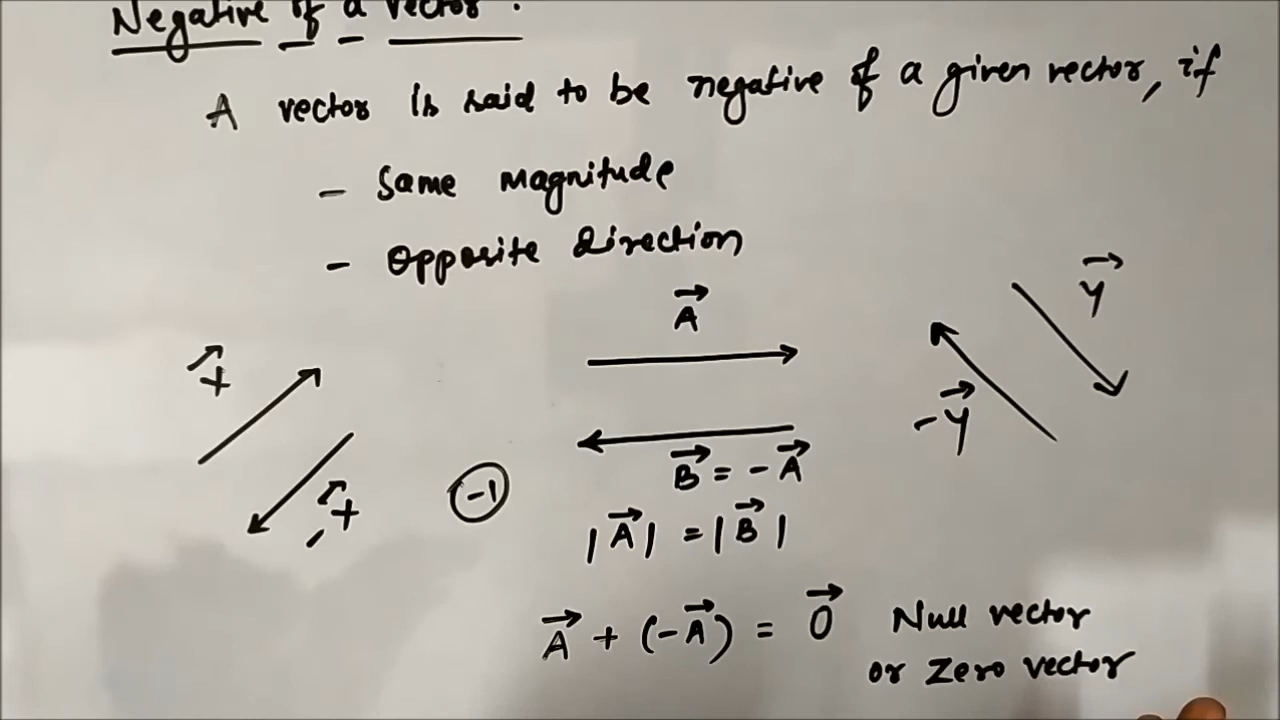 Negative of a vector :
A vector is said to be negative of a given vector, if
- Same magnitude
- Opposite direction
→A
→Y
→x
-→Y
→B = -→A
-→x
-1
|→A| = |→B|
→A + (-→A) = →0 Null vector
or Zero vector